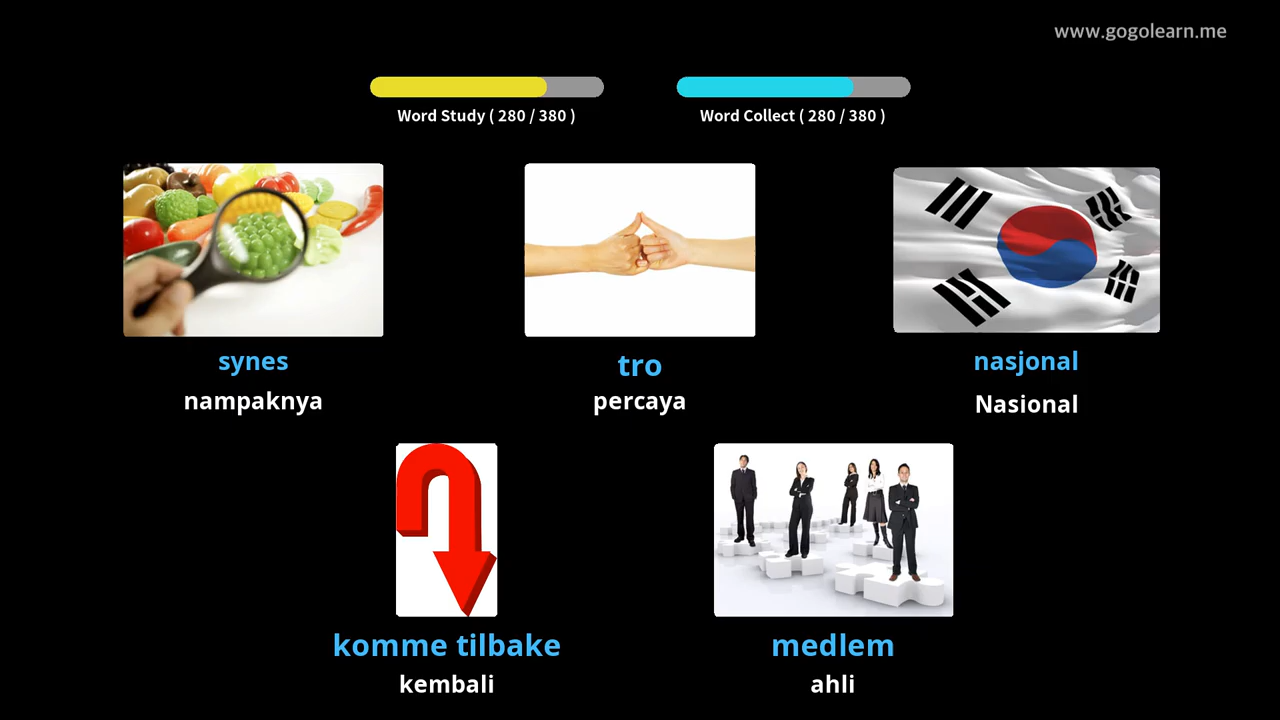 www.gogolearn.me
Word Study ( 280 / 380 )
Word Collect ( 280 / 380 )
synes
nampaknya
tro
percaya
nasjonal
Nasional
komme tilbake
kembali
medlem
ahli